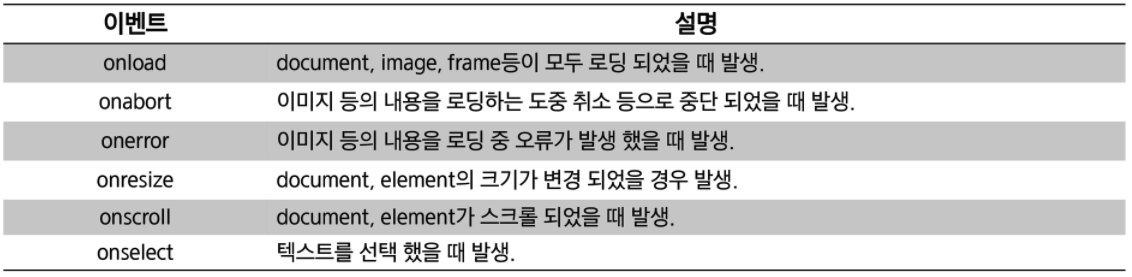 이벤트 설명
onload document, image, frame등이 모두 로딩 되었을 때 발생.
onabort 이미지 등의 내용을 로딩하는 도중 취소 등으로 중단 되었을 때 발생.
onerror 이미지 등의 내용을 로딩 중 오류가 발생 했을 때 발생.
onresize document, element의 크기가 변경 되었을 경우 발생.
onscroll document, element가 스크롤 되었을 때 발생.
onselect 텍스트를 선택 했을 때 발생.